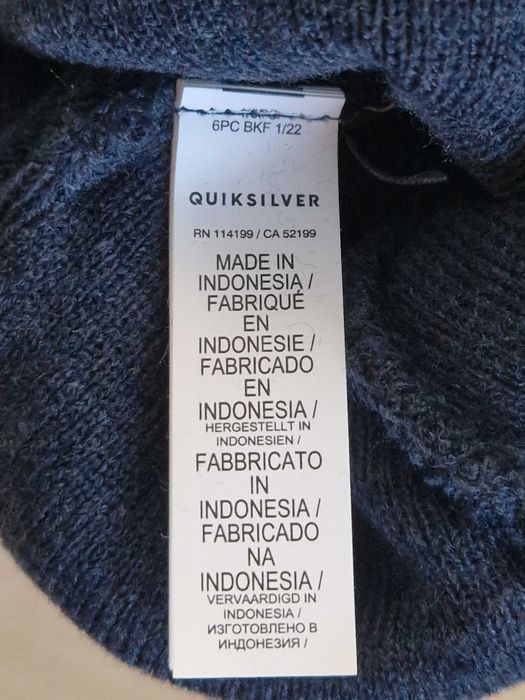 6PC BKF 1/22
QUIKSILVER
RN 114199 / CA 52199
MADE IN
INDONESIA /
FABRIQUÉ
EN
INDONESIE /
FABRICADO
EN
INDONESIA /
HERGESTELLT IN
INDONESIEN /
FABBRICATO
IN
INDONESIA /
FABRICADO
NA
INDONESIA /
VERVAARDIGD IN
INDONESIA /
ИЗГОТОВЛЕНО В
ИНДОНЕЗИЯ /